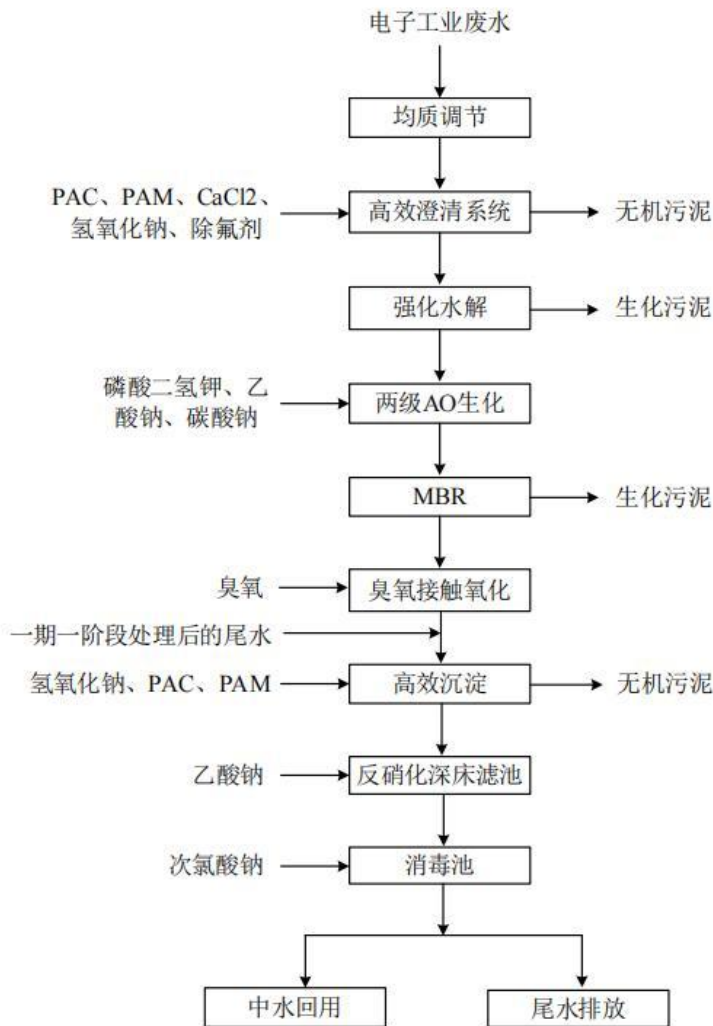 电子工业废水
均质调节
PAC、PAM、CaCl2、
氢氧化钠、除氟剂
高效澄清系统
无机污泥
强化水解
生化污泥
磷酸二氢钾、乙
酸钠、碳酸钠
两级AO生化
MBR
生化污泥
臭氧
臭氧接触氧化
一期一阶段处理后的尾水
氢氧化钠、PAC、PAM
高效沉淀
无机污泥
乙酸钠
反硝化深床滤池
次氯酸钠
消毒池
中水回用
尾水排放